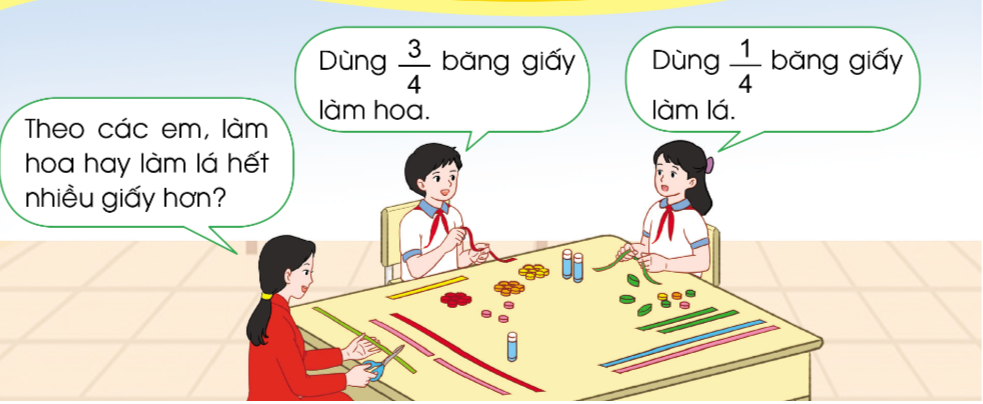 Theo các em, làm
hoa hay làm lá hết
nhiều giấy hơn?
Dùng 3/4 băng giấy
làm hoa.
Dùng 1/4 băng giấy
làm lá.